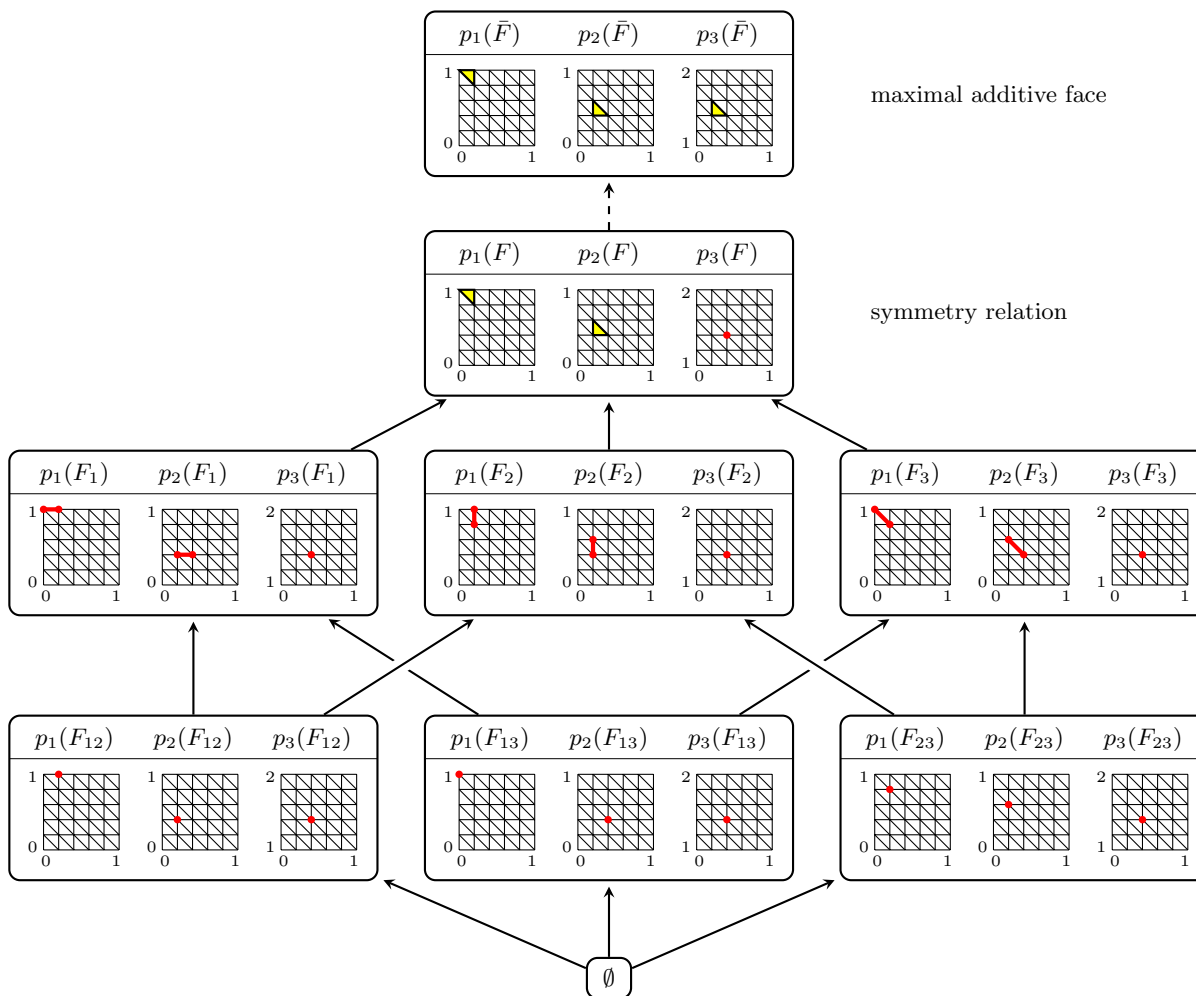 p₁(F̄) p₂(F̄) p₃(F̄)
1 1 2
0 0 1
0 1 0 1 0 1
maximal additive face
p₁(F) p₂(F) p₃(F)
1 1 2
0 0 1
0 1 0 1 0 1
symmetry relation
p₁(F₁) p₂(F₁) p₃(F₁) p₁(F₂) p₂(F₂) p₃(F₂) p₁(F₃) p₂(F₃) p₃(F₃)
1 1 2 1 1 2 1 1 2
0 0 1 0 0 1 0 0 1
0 1 0 1 0 1 0 1 0 1 0 1 0 1 0 1 0 1
p₁(F₁₂) p₂(F₁₂) p₃(F₁₂) p₁(F₁₃) p₂(F₁₃) p₃(F₁₃) p₁(F₂₃) p₂(F₂₃) p₃(F₂₃)
1 1 2 1 1 2 1 1 2
0 0 1 0 0 1 0 0 1
0 1 0 1 0 1 0 1 0 1 0 1 0 1 0 1 0 1
∅